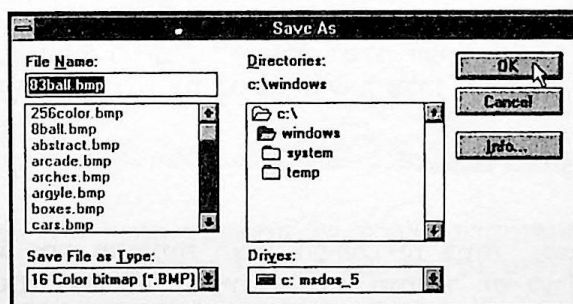 Save As
File Name:
83ball.bmp
256color.bmp
8ball.bmp
abstract.bmp
arcade.bmp
arches.bmp
argyle.bmp
boxes.bmp
cars.bmp
Save File as Type:
16 Color bitmap (*.BMP)
Directories:
c:\windows
c:\
windows
system
temp
Drives:
c: msdos_5
OK
Cancel
Info...